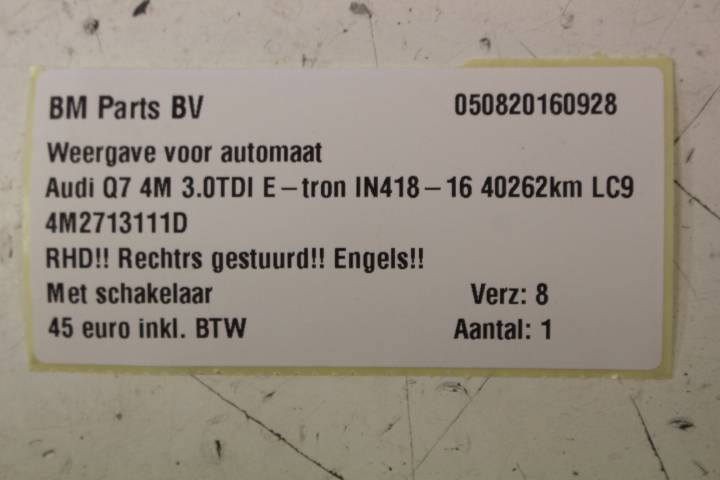 BM Parts BV 050820160928
Weergave voor automaat
Audi Q7 4M 3.0TDI E-tron IN418-16 40262km LC9
4M2713111D
RHD!! Rechtrs gestuurd!! Engels!!
Met schakelaar Verz: 8
45 euro inkl. BTW Aantal: 1